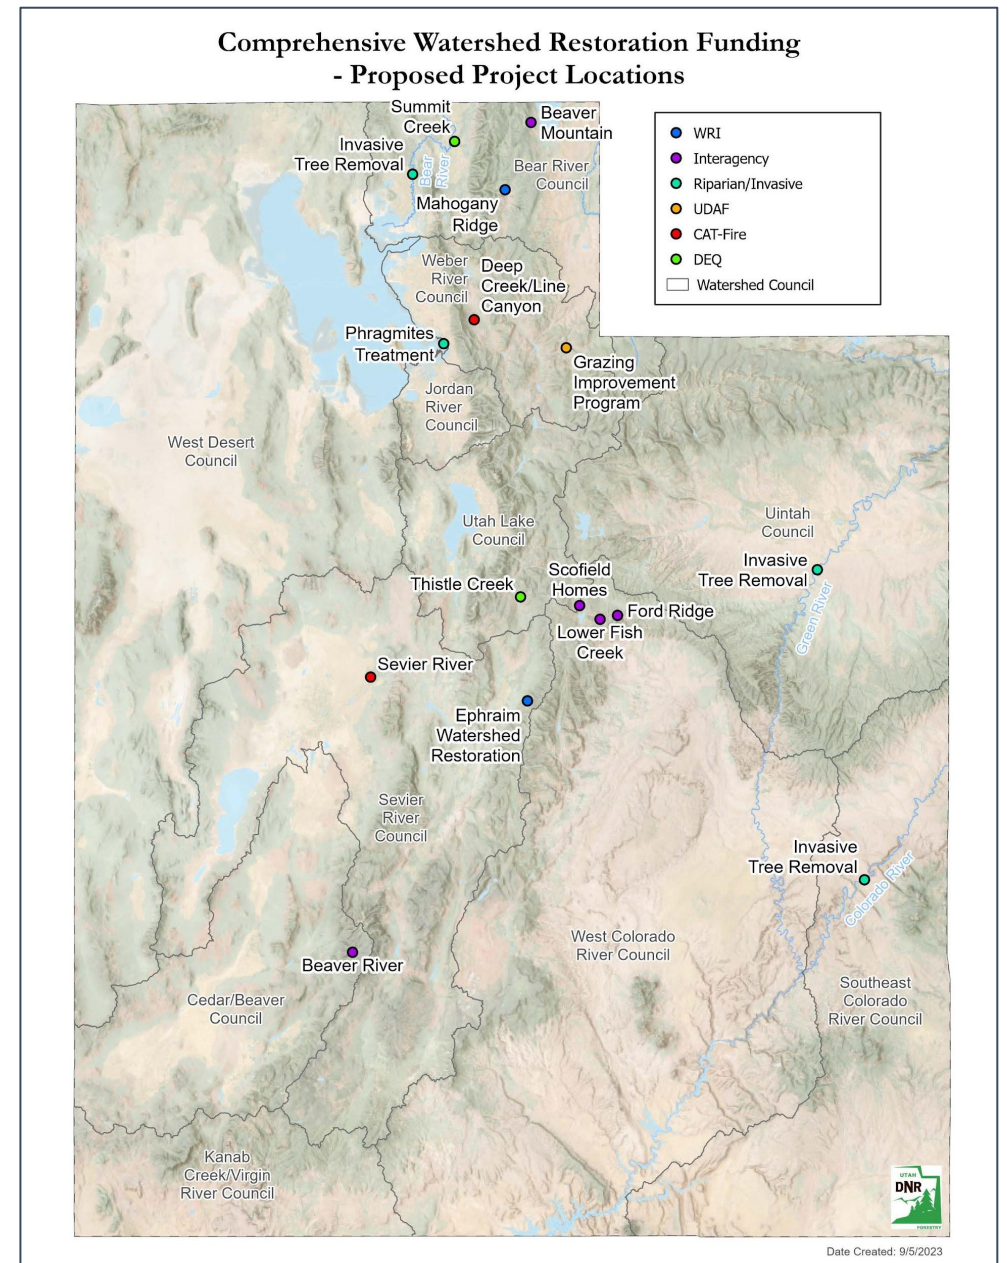 Comprehensive Watershed Restoration Funding
- Proposed Project Locations
Summit
Creek
Beaver
Mountain
Invasive
Tree Removal
Bear
River
Bear River
Council
Mahogany
Ridge
WRI
Interagency
Riparian/Invasive
UDAF
CAT-Fire
DEQ
Watershed Council
Weber
River
Council
Deep
Creek/Line
Canyon
Phragmites
Treatment
Grazing
Improvement
Program
Jordan
River
Council
West Desert
Council
Utah Lake
Council
Uintah
Council
Invasive
Tree Removal
Green River
Thistle Creek
Scofield
Homes
Ford Ridge
Lower Fish
Creek
Sevier River
Ephraim
Watershed
Restoration
Sevier
River
Council
Invasive
Tree Removal
Colorado River
West Colorado
River Council
Beaver River
Cedar/Beaver
Council
Southeast
Colorado
River Council
Kanab
Creek/Virgin
River Council
UTAH
DNR
FORESTRY
Date Created: 9/5/2023